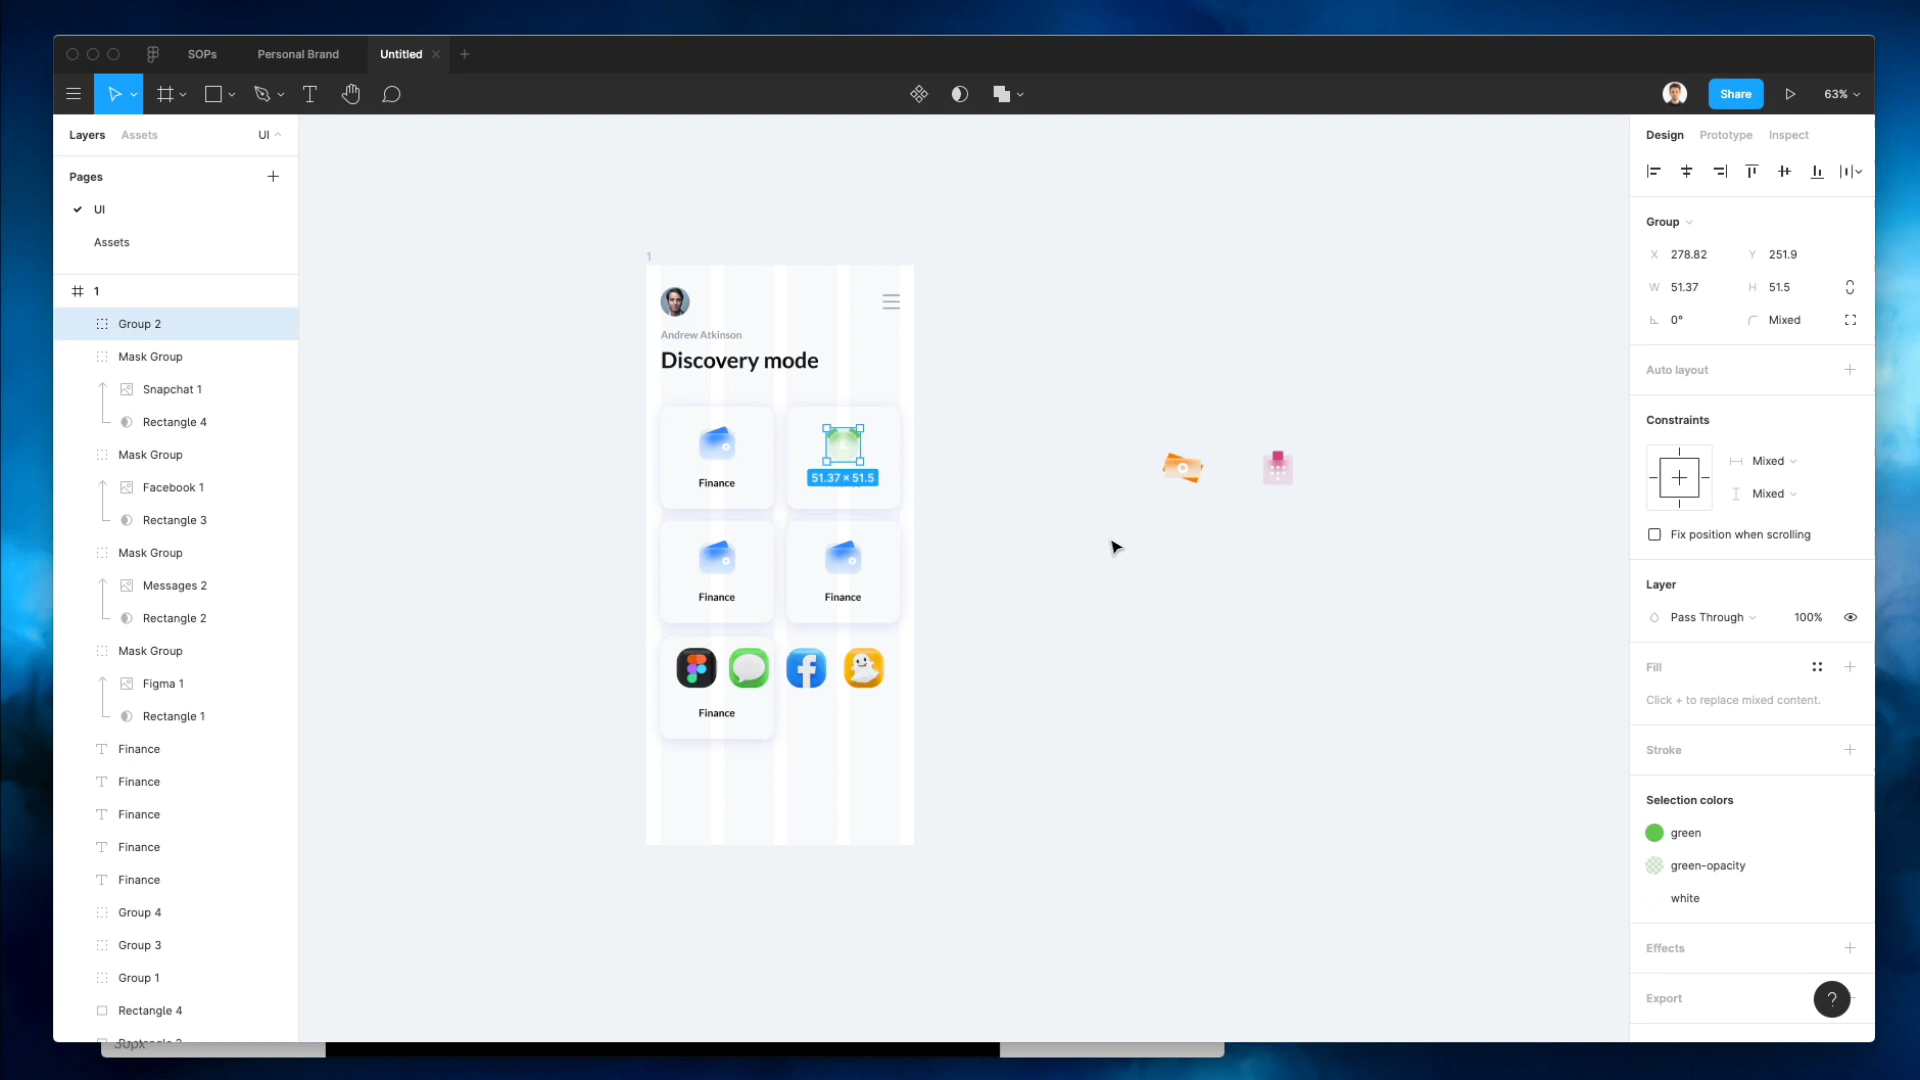 SOPs
Personal Brand
Untitled
Share
63%
Layers
Assets
UI
Pages
UI
Assets
1
Group 2
Mask Group
Snapchat 1
Rectangle 4
Mask Group
Facebook 1
Rectangle 3
Mask Group
Messages 2
Rectangle 2
Mask Group
Figma 1
Rectangle 1
Finance
Finance
Finance
Finance
Finance
Group 4
Group 3
Group 1
Rectangle 4
30px
1
Andrew Atkinson
Discovery mode
Finance
51.37 × 51.5
Finance
Finance
Finance
Design
Prototype
Inspect
Group
X 278.82
Y 251.9
W 51.37
H 51.5
0°
Mixed
Auto layout
Constraints
Mixed
Mixed
Fix position when scrolling
Layer
Pass Through
100%
Fill
Click + to replace mixed content.
Stroke
Selection colors
green
green-opacity
white
Effects
Export
?